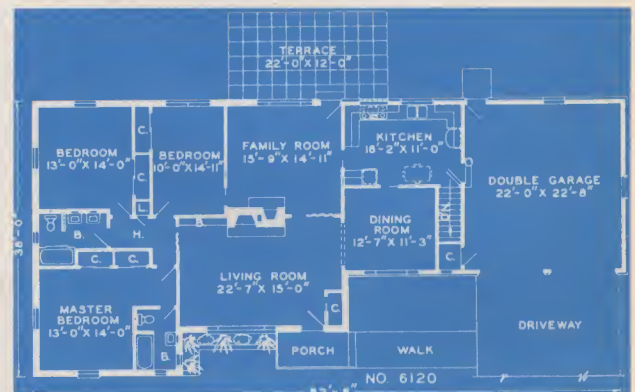 TERRACE
22'-0"X 12'-0"
BEDROOM
13'-0"X 14'-0"
C.
C.
L.
BEDROOM
10'-0"X 14'-11"
FAMILY ROOM
15'-9"X 14'-11"
KITCHEN
18'-2"X 11'-0"
DOUBLE GARAGE
22'-0"X 22'-8"
DN.
B.
H.
B.
DINING
ROOM
12'-7"X 11'-3"
C.
C.
C.
LIVING ROOM
22'-7"X 15'-0"
C.
MASTER
BEDROOM
13'-0"X 14'-0"
B.
PORCH
WALK
DRIVEWAY
NO. 6120